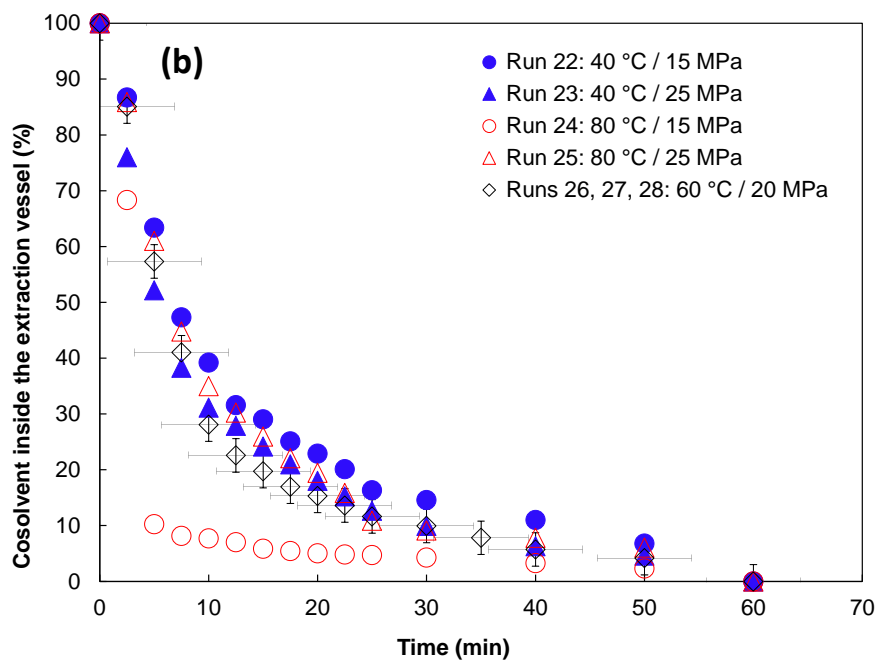 (b)
Run 22: 40 °C / 15 MPa
Run 23: 40 °C / 25 MPa
Run 24: 80 °C / 15 MPa
Run 25: 80 °C / 25 MPa
Runs 26, 27, 28: 60 °C / 20 MPa
Cosolvent inside the extraction vessel (%)
100
90
80
70
60
50
40
30
20
10
0
0 10 20 30 40 50 60 70
Time (min)